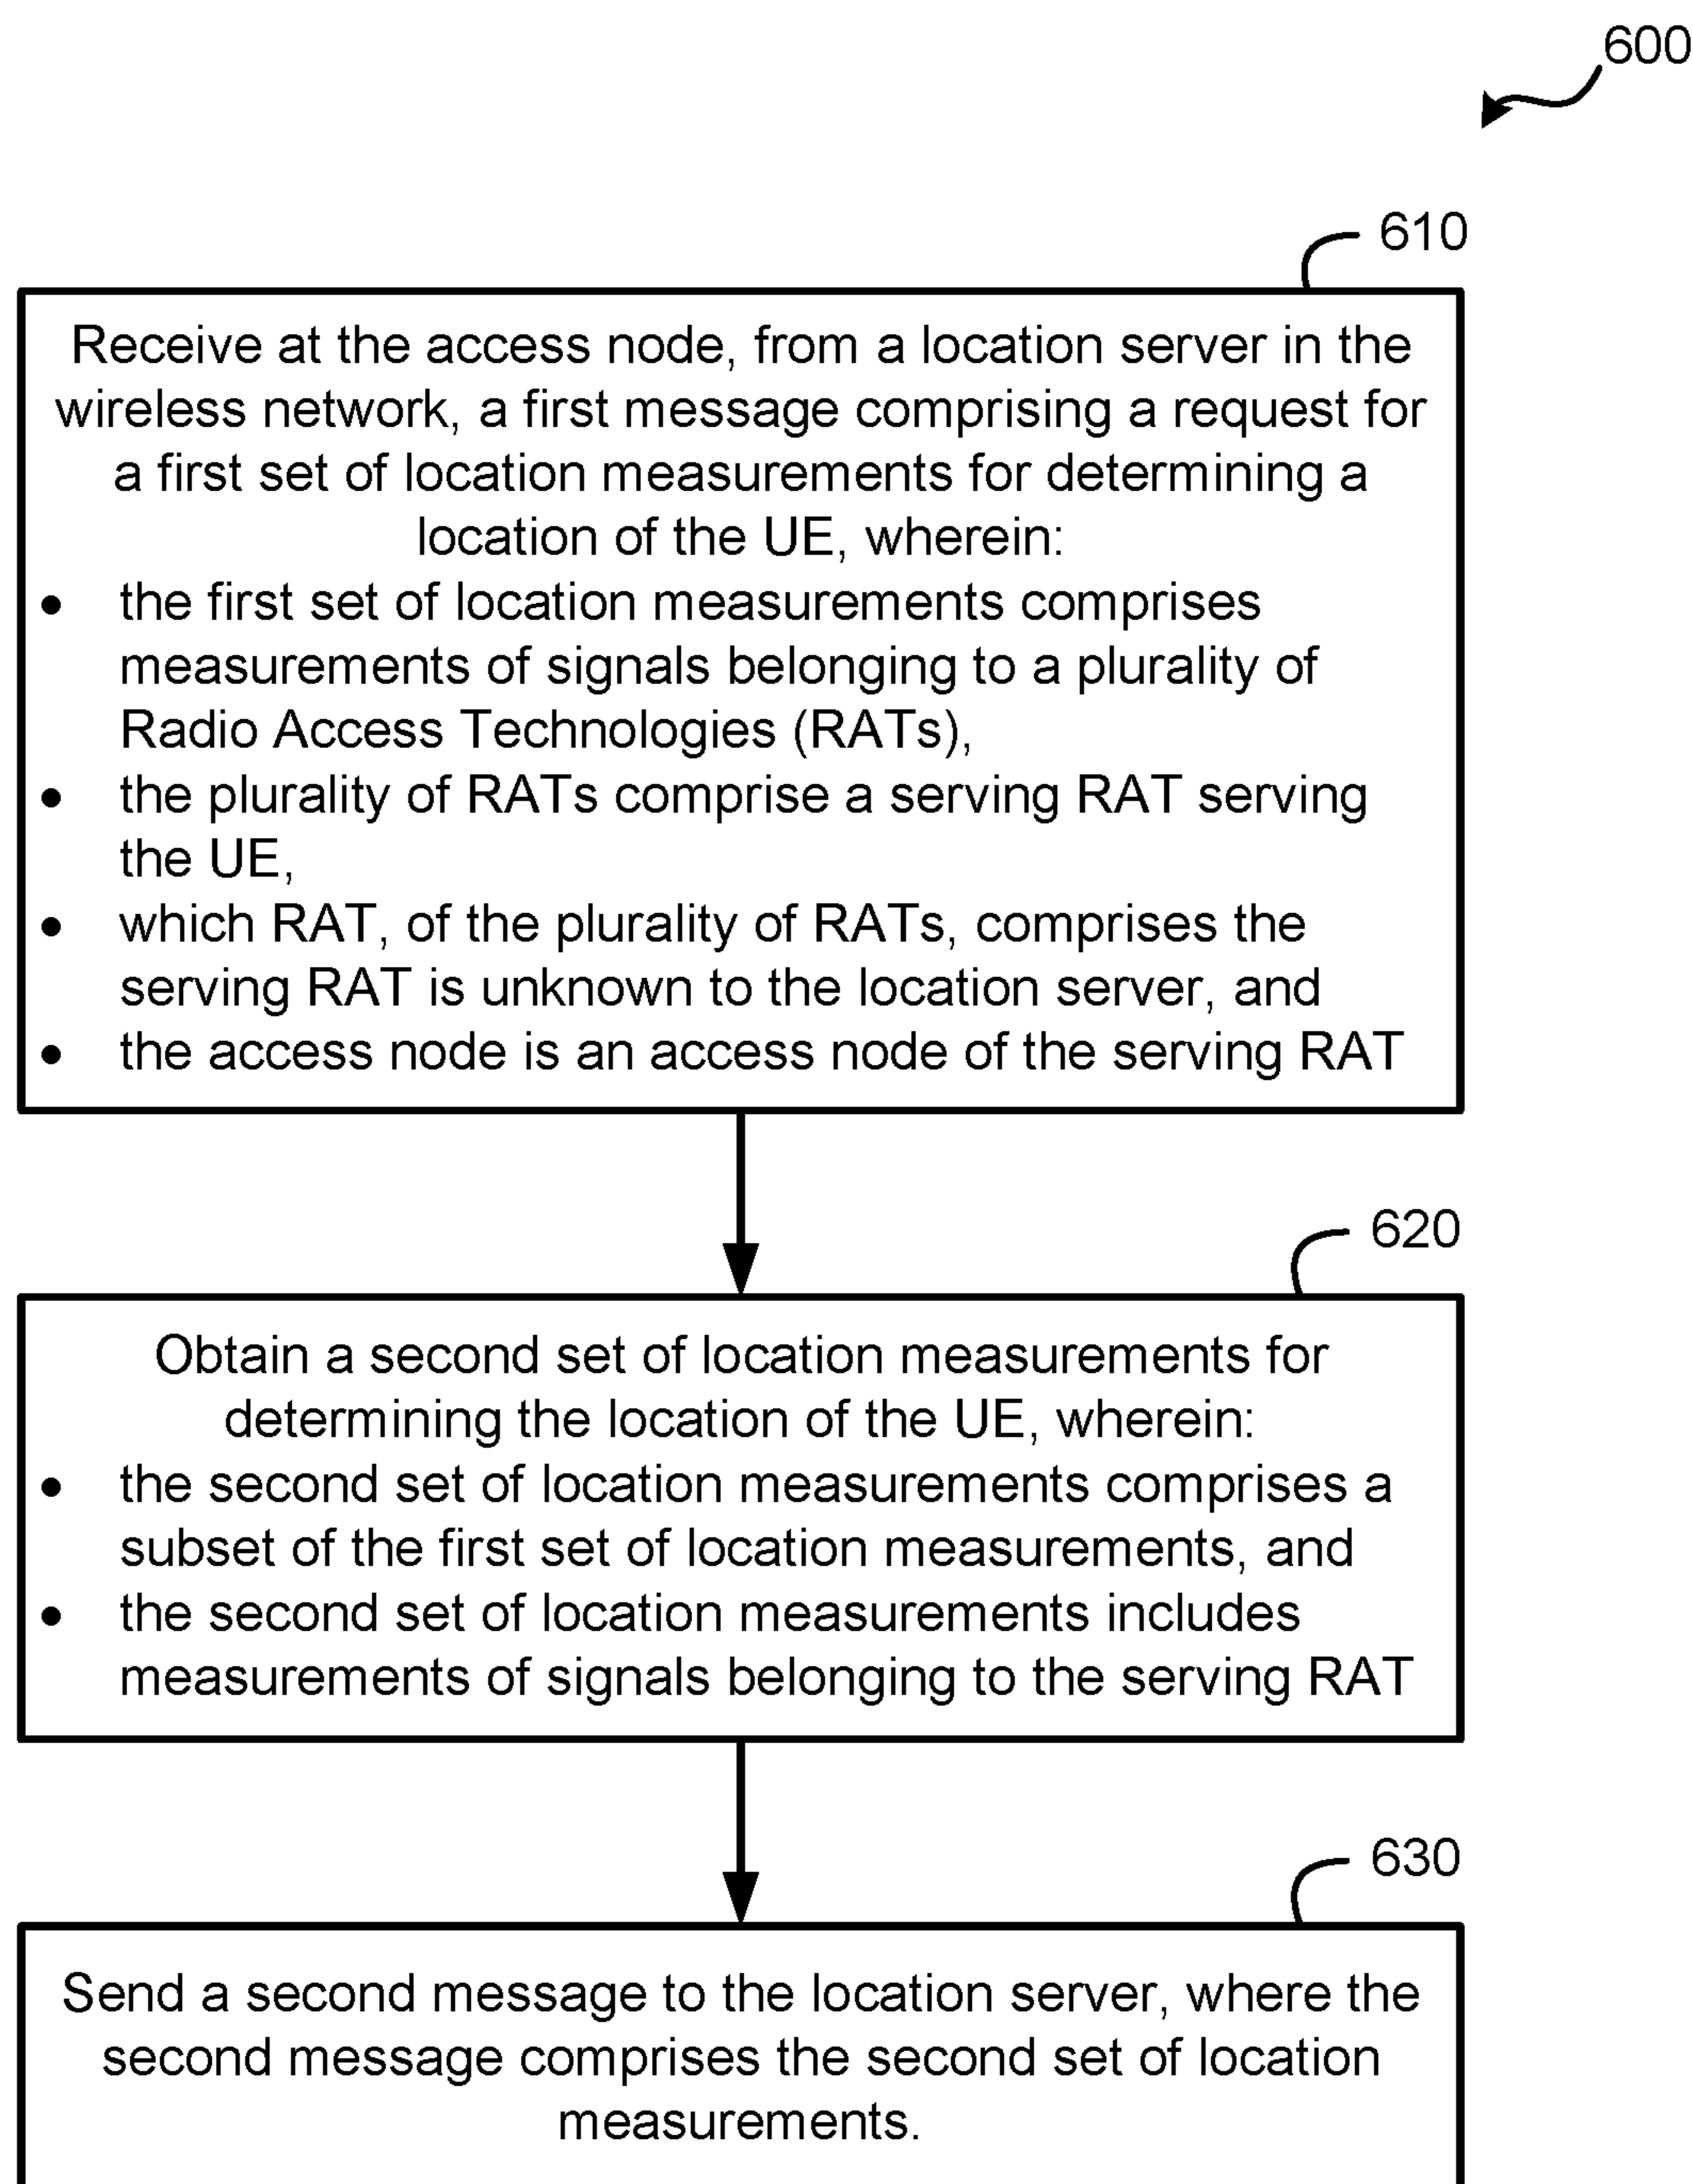 600
610
Receive at the access node, from a location server in the
wireless network, a first message comprising a request for
a first set of location measurements for determining a
location of the UE, wherein:
• the first set of location measurements comprises
measurements of signals belonging to a plurality of
Radio Access Technologies (RATs),
• the plurality of RATs comprise a serving RAT serving
the UE,
• which RAT, of the plurality of RATs, comprises the
serving RAT is unknown to the location server, and
• the access node is an access node of the serving RAT
620
Obtain a second set of location measurements for
determining the location of the UE, wherein:
• the second set of location measurements comprises a
subset of the first set of location measurements, and
• the second set of location measurements includes
measurements of signals belonging to the serving RAT
630
Send a second message to the location server, where the
second message comprises the second set of location
measurements.